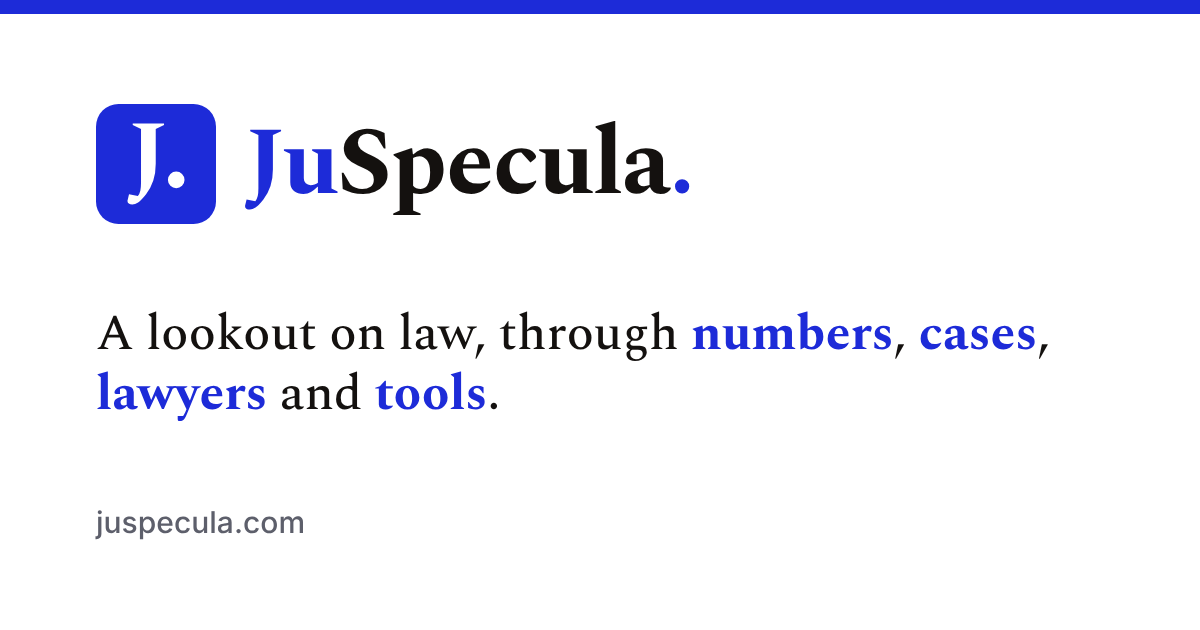 J.
JuSpecula.
A lookout on law, through numbers, cases,
lawyers and tools.
juspecula.com